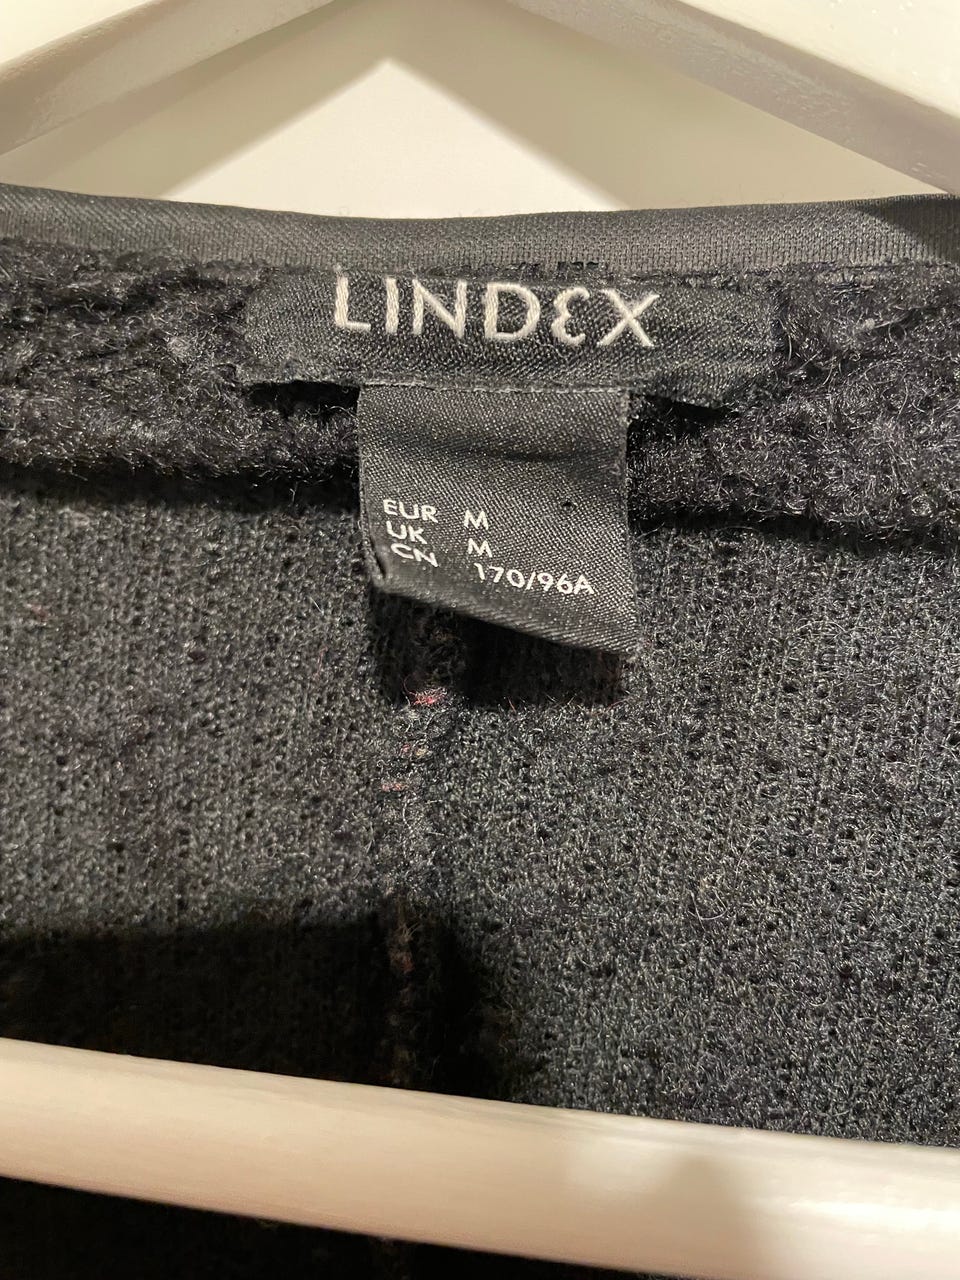 LINDEX
EUR M
UK M
CN 170/96A